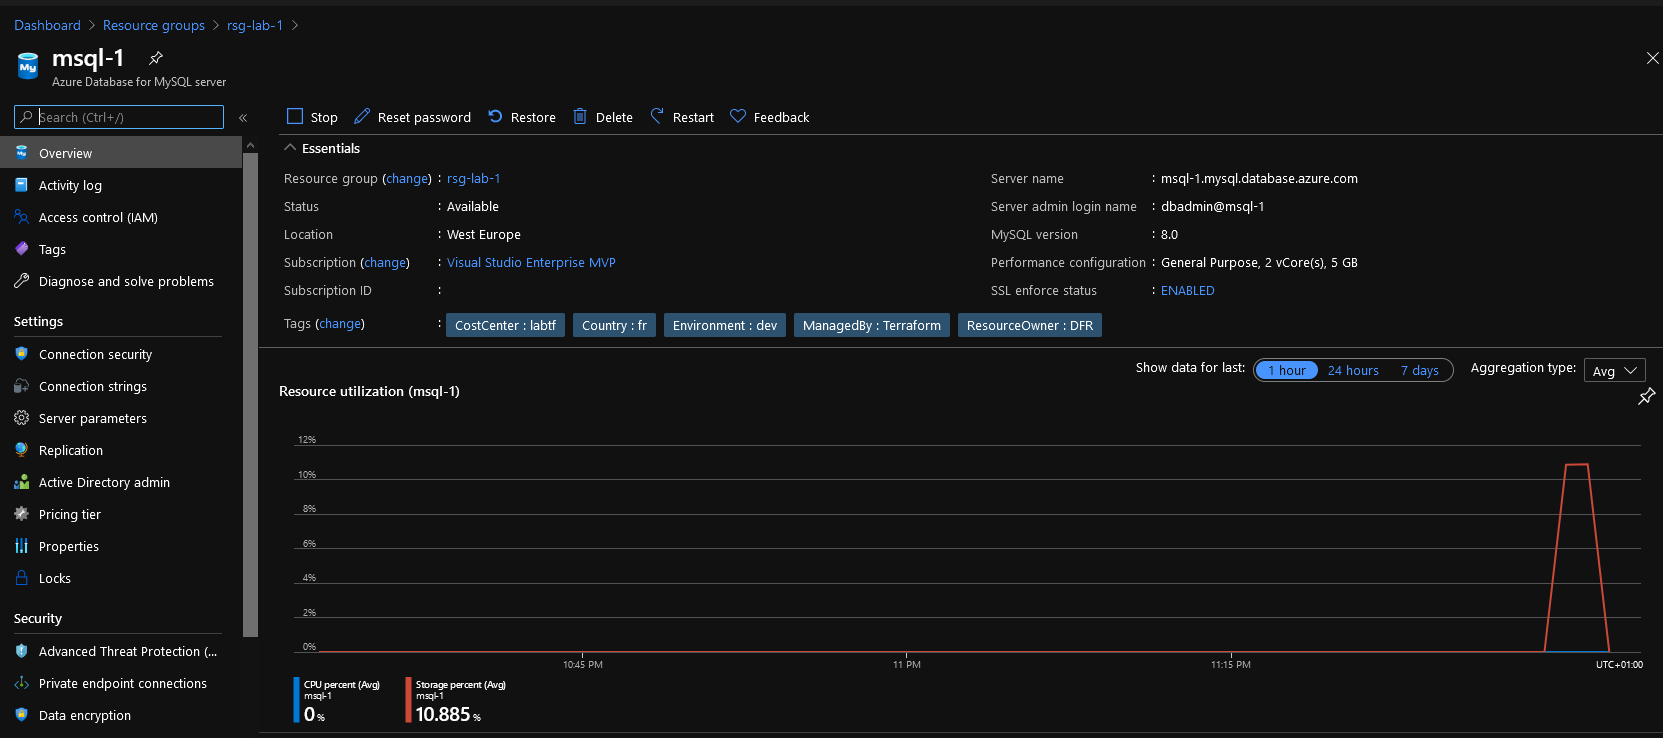 Dashboard > Resource groups > rsg-lab-1 >
msql-1
Azure Database for MySQL server
Search (Ctrl+/)
«
Overview
Activity log
Access control (IAM)
Tags
Diagnose and solve problems
Settings
Connection security
Connection strings
Server parameters
Replication
Active Directory admin
Pricing tier
Properties
Locks
Security
Advanced Threat Protection (...
Private endpoint connections
Data encryption
Stop Reset password Restore Delete Restart Feedback
Essentials
Resource group (change) : rsg-lab-1
Status : Available
Location : West Europe
Subscription (change) : Visual Studio Enterprise MVP
Subscription ID :
Server name : msql-1.mysql.database.azure.com
Server admin login name : dbadmin@msql-1
MySQL version : 8.0
Performance configuration : General Purpose, 2 vCore(s), 5 GB
SSL enforce status : ENABLED
Tags (change) : CostCenter : labtf Country : fr Environment : dev ManagedBy : Terraform ResourceOwner : DFR
Show data for last: 1 hour 24 hours 7 days Aggregation type: Avg
Resource utilization (msql-1)
12%
10%
8%
6%
4%
2%
0%
10:45 PM 11 PM 11:15 PM UTC+01:00
CPU percent (Avg)
msql-1
0 %
Storage percent (Avg)
msql-1
10.885 %